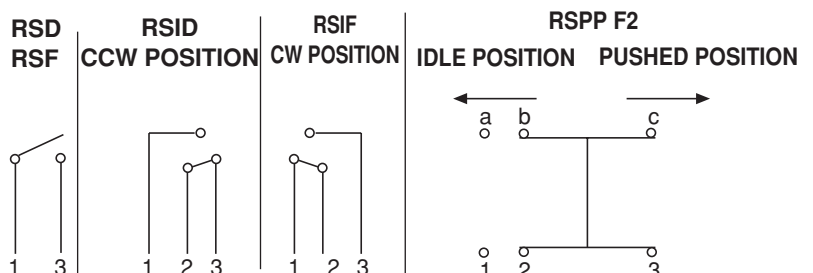 RSD
RSF
RSID
CCW POSITION
RSIF
CW POSITION
RSPP F2
IDLE POSITION PUSHED POSITION
a b c
1 3
1 2 3
1 2 3
1 2 3